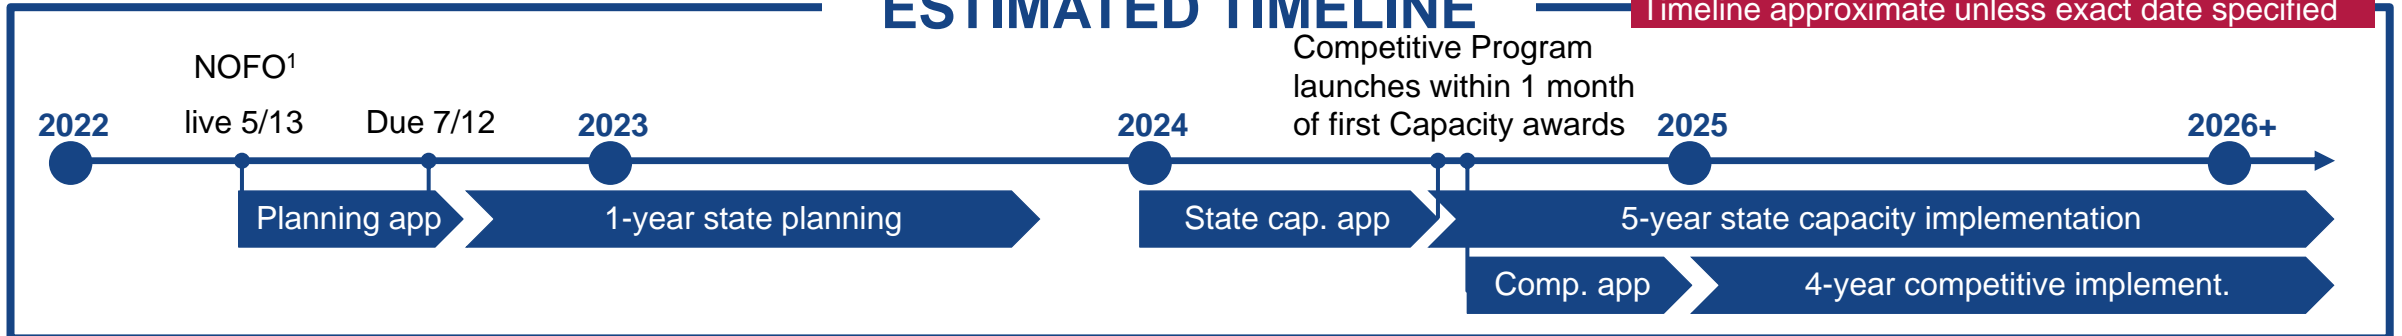 ESTIMATED TIMELINE
Timeline approximate unless exact date specified
NOFO¹
live 5/13
Due 7/12
Competitive Program
launches within 1 month
of first Capacity awards
2022
2023
2024
2025
2026+
Planning app
1-year state planning
State cap. app
5-year state capacity implementation
Comp. app
4-year competitive implement.